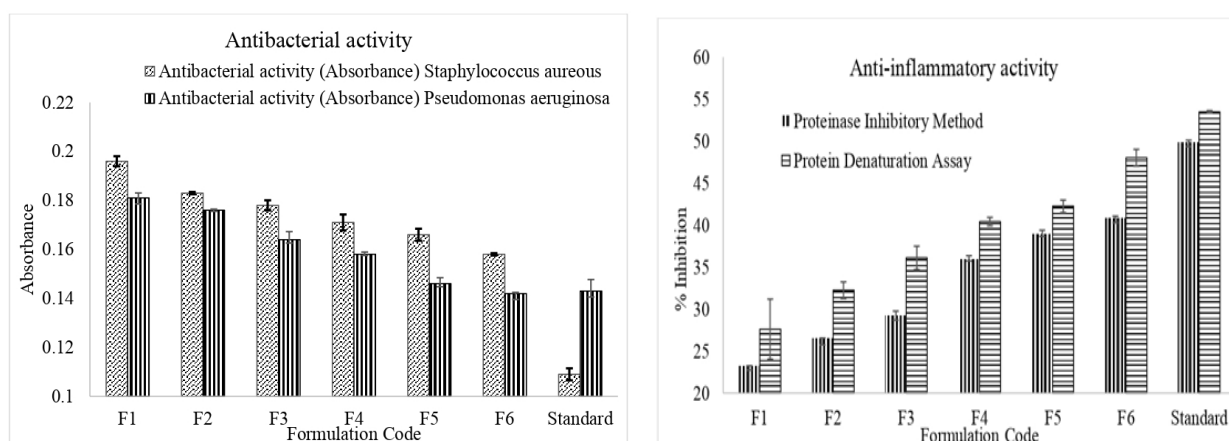 Antibacterial activity
Antibacterial activity (Absorbance) Staphylococcus aureous
Antibacterial activity (Absorbance) Pseudomonas aeruginosa
0.22
0.2
0.18
0.16
0.14
0.12
0.1
Absorbance
F1 F2 F3 F4 F5 F6 Standard
Formulation Code
Anti-inflammatory activity
Proteinase Inhibitory Method
Protein Denaturation Assay
60
55
50
45
40
35
30
25
20
% Inhibition
F1 F2 F3 F4 F5 F6 Standard
Formulation Code